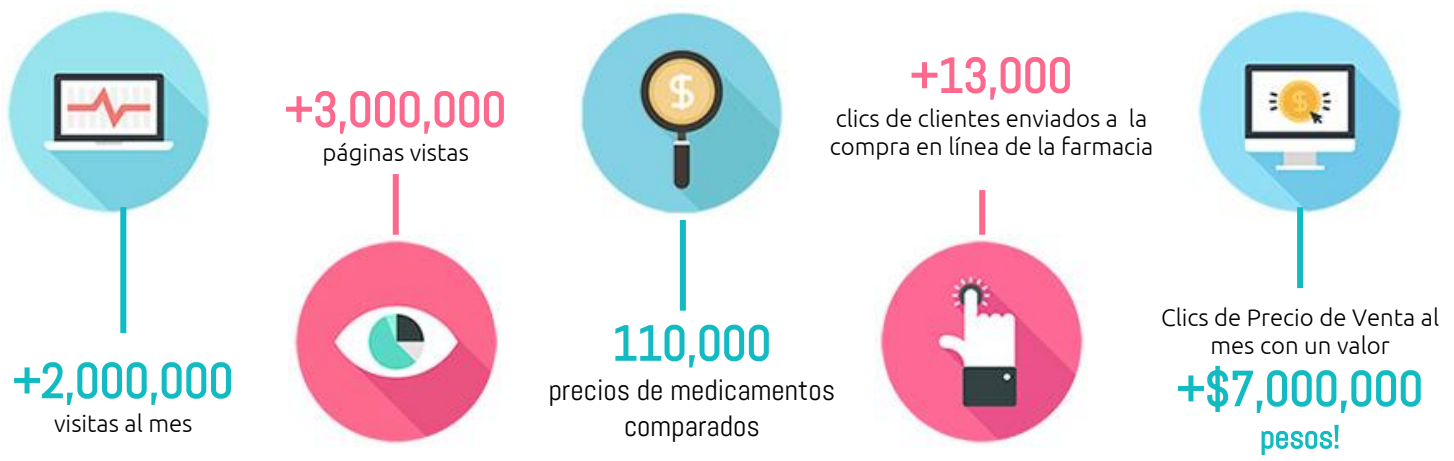 +2,000,000
visitas al mes
+3,000,000
páginas vistas
110,000
precios de medicamentos
comparados
+13,000
clics de clientes enviados a la
compra en línea de la farmacia
Clics de Precio de Venta al
mes con un valor
+$7,000,000
pesos!